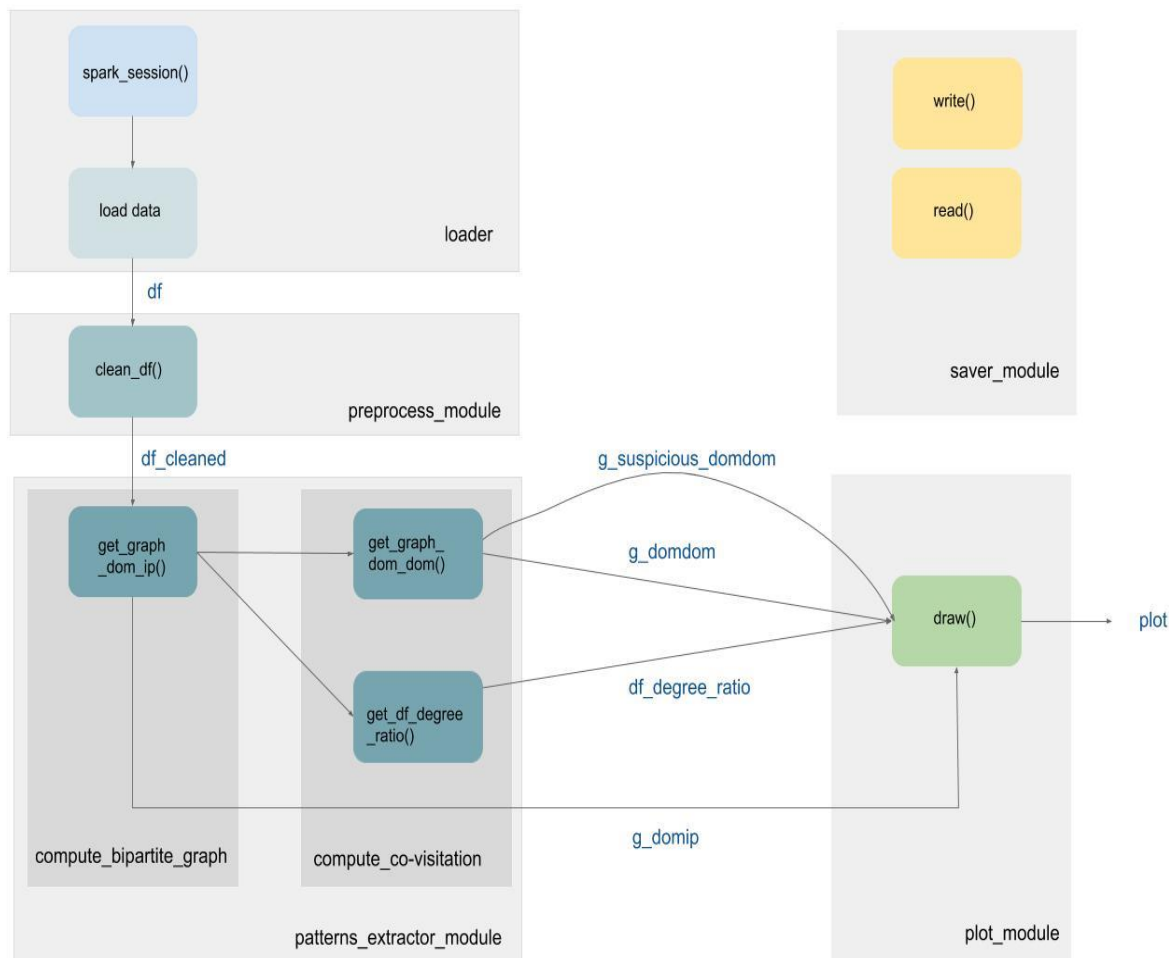 spark_session()
load data
loader
df
clean_df()
preprocess_module
df_cleaned
get_graph
_dom_ip()
compute_bipartite_graph
get_graph_
dom_dom()
get_df_degree
_ratio()
compute_co-visitation
patterns_extractor_module
g_suspicious_domdom
g_domdom
df_degree_ratio
g_domip
write()
read()
saver_module
draw()
plot
plot_module